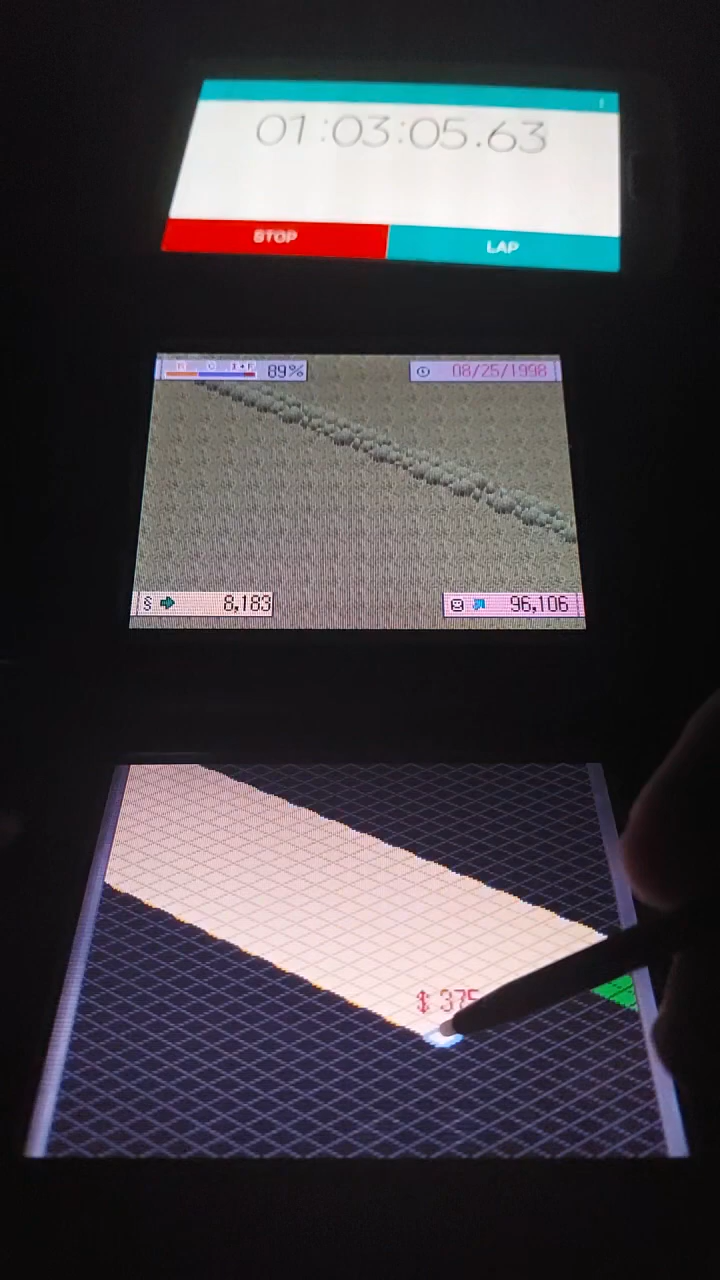 01:03:05.63
STOP
LAP
R C I+F 89%
08/25/1998
§ 8,183
96,106
$ 375